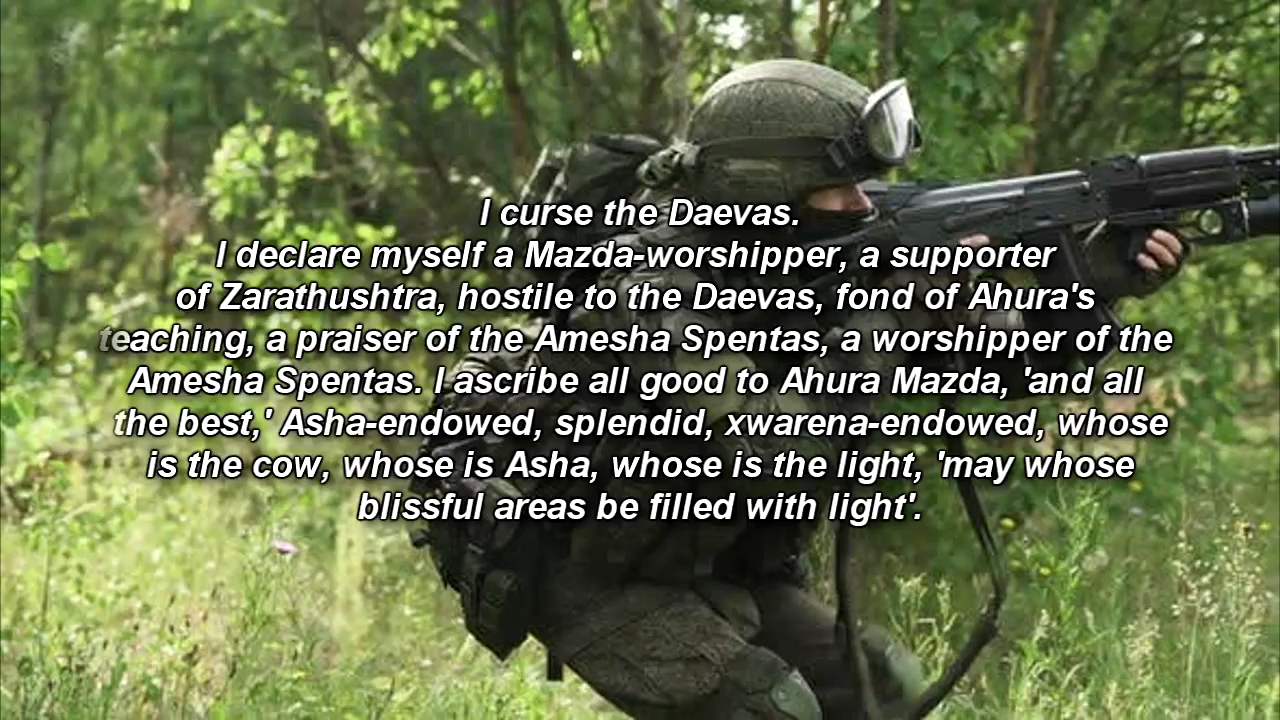 I curse the Daevas.
I declare myself a Mazda-worshipper, a supporter
of Zarathushtra, hostile to the Daevas, fond of Ahura's
teaching, a praiser of the Amesha Spentas, a worshipper of the
Amesha Spentas. I ascribe all good to Ahura Mazda, 'and all
the best,' Asha-endowed, splendid, xwarena-endowed, whose
is the cow, whose is Asha, whose is the light, 'may whose
blissful areas be filled with light'.